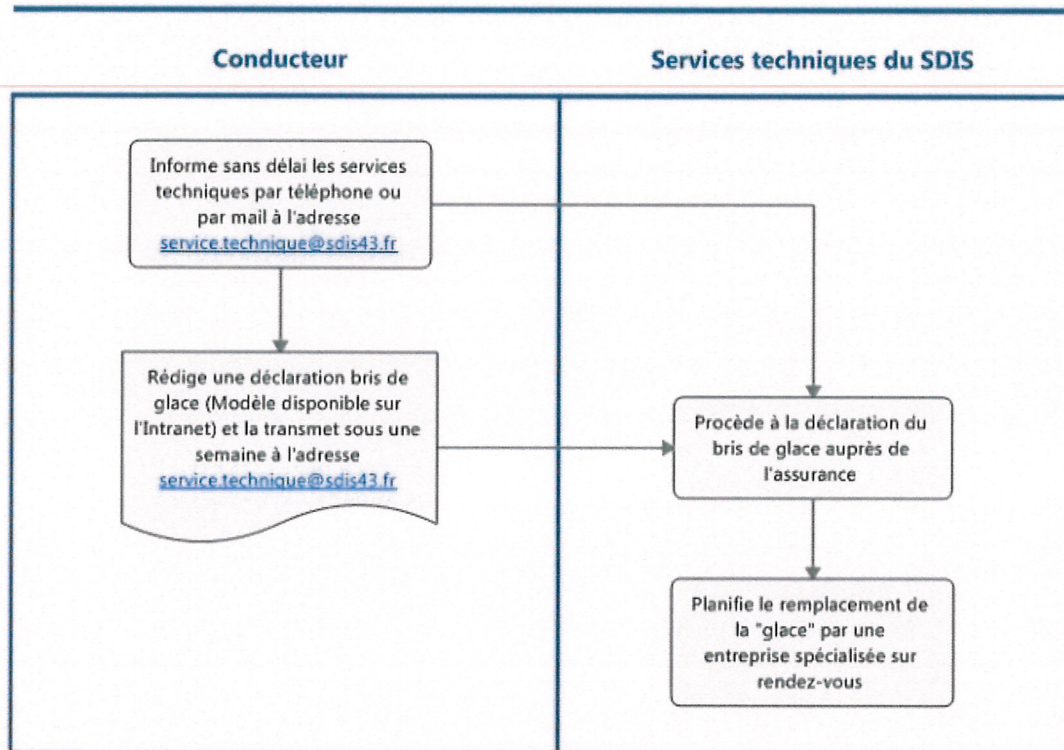 Conducteur
Services techniques du SDIS
Informe sans délai les services
techniques par téléphone ou
par mail à l'adresse
service.technique@sdis43.fr
Rédige une déclaration bris de
glace (Modèle disponible sur
l'Intranet) et la transmet sous une
semaine à l'adresse
service.technique@sdis43.fr
Procède à la déclaration du
bris de glace auprès de
l'assurance
Planifie le remplacement de
la "glace" par une
entreprise spécialisée sur
rendez-vous